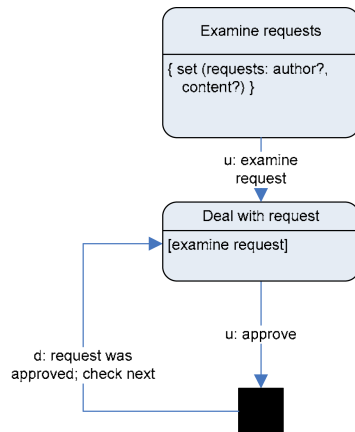 Examine requests
{ set (requests: author?,
content?) }
u: examine
request
Deal with request
[examine request]
u: approve
d: request was
approved; check next